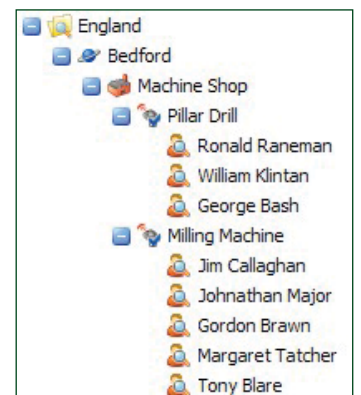 England
Bedford
Machine Shop
Pillar Drill
Ronald Raneman
William Klintan
George Bash
Milling Machine
Jim Callaghan
Johnathan Major
Gordon Brawn
Margaret Tatcher
Tony Blare